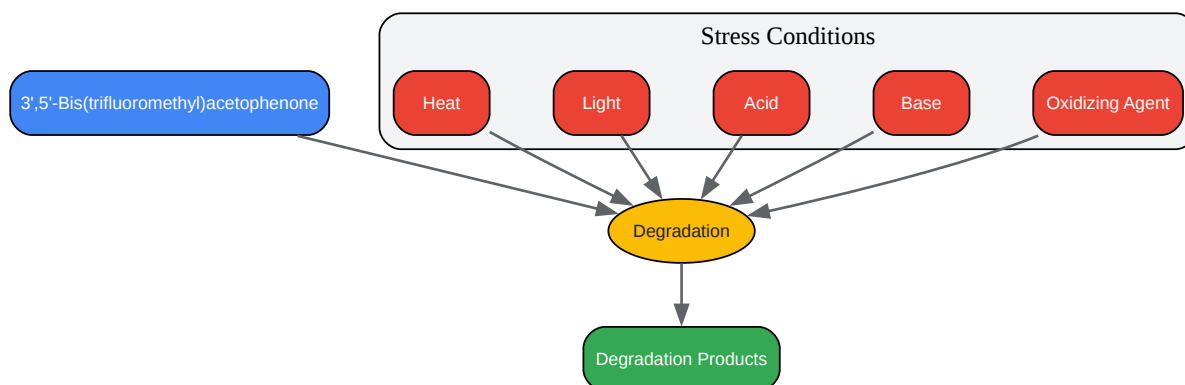 Stress Conditions
3',5'-Bis(trifluoromethyl)acetophenone
Heat
Light
Acid
Base
Oxidizing Agent
Degradation
Degradation Products